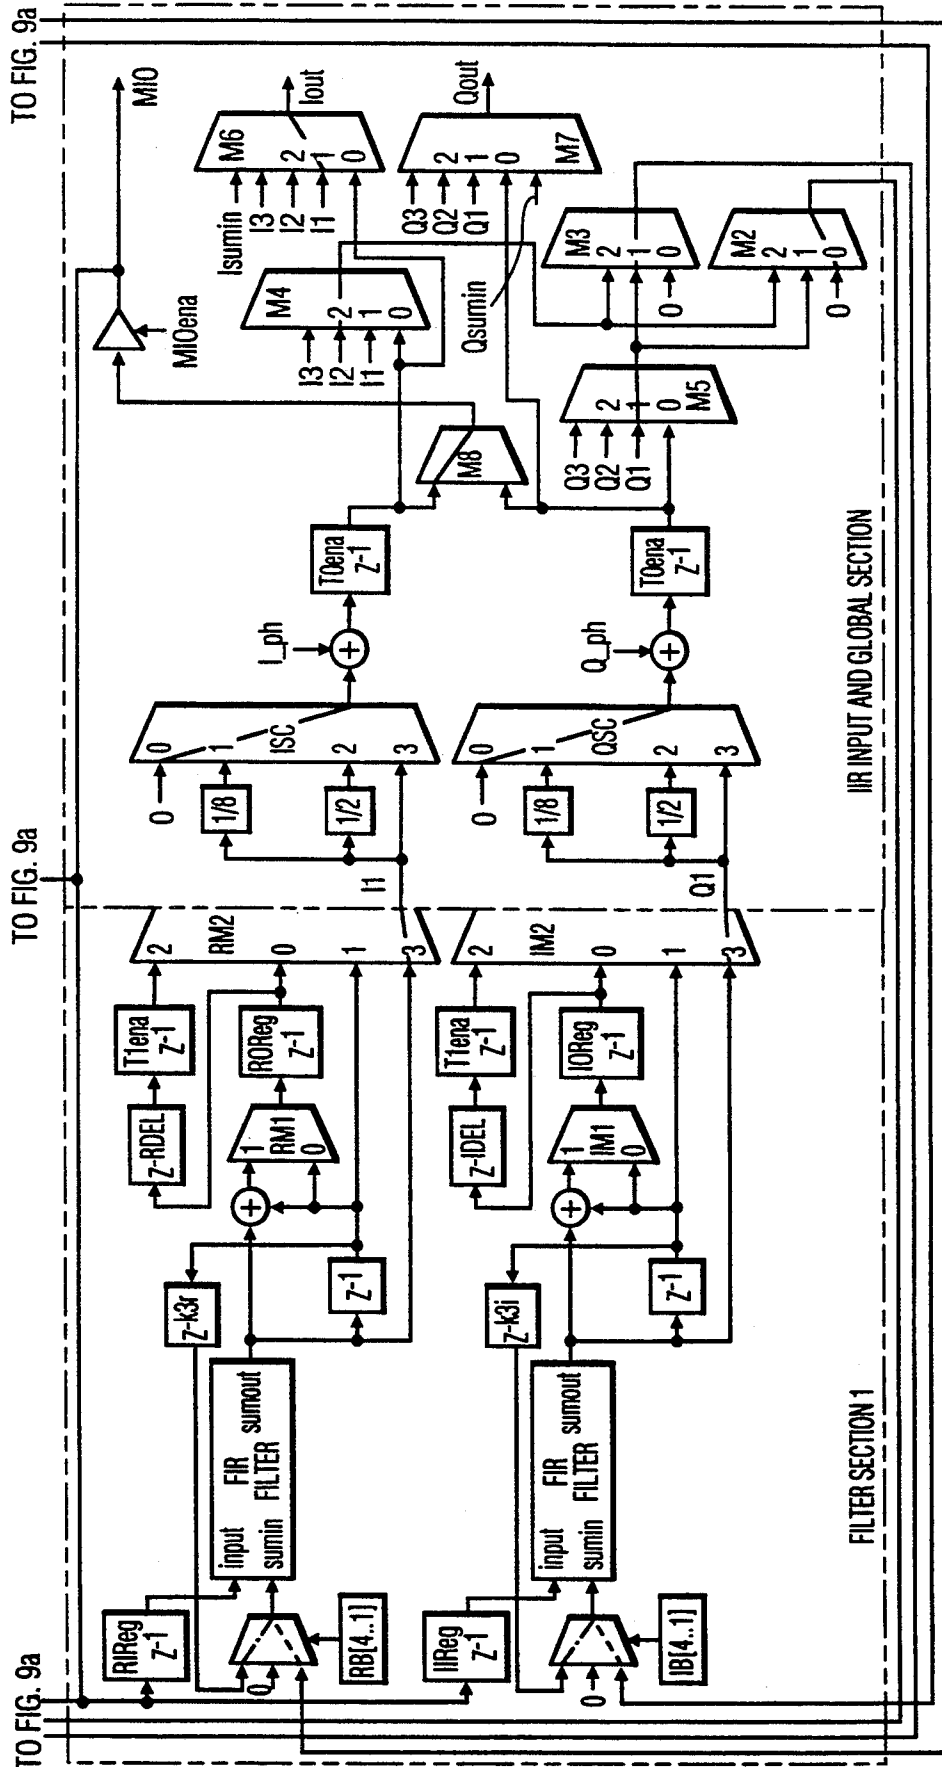 TO FIG. 9a
TO FIG. 9a
TO FIG. 9a
RIReg
z-1
0
RB[4..1]
input
sumin
FIR
FILTER
sumout
z-k3r
z-1
+
1
RM1
0
z-RDEL
T1ena
z-1
ROReg
z-1
2
RM2
0
1
3
I1
0
1/8
1/2
0
1
ISC
2
3
I_ph
+
T0ena
z-1
M8
MIOena
MIO
I3
I2
I1
M4
2
1
0
Isumin
I3
I2
I1
M6
2
1
0
Iout
IIReg
z-1
0
IB[4..1]
input
sumin
FIR
FILTER
sumout
z-k3i
z-1
+
1
IM1
0
z-IDEL
T1ena
z-1
IOReg
z-1
2
IM2
0
1
3
Q1
0
1/8
1/2
0
1
QSC
2
3
Q_ph
+
T0ena
z-1
Q3
Q2
Q1
2
1
0
M5
Q3
Q2
Q1
Qsumin
2
1
0
M7
Qout
M3
2
1
0
0
M2
2
1
0
0
FILTER SECTION 1
IIR INPUT AND GLOBAL SECTION